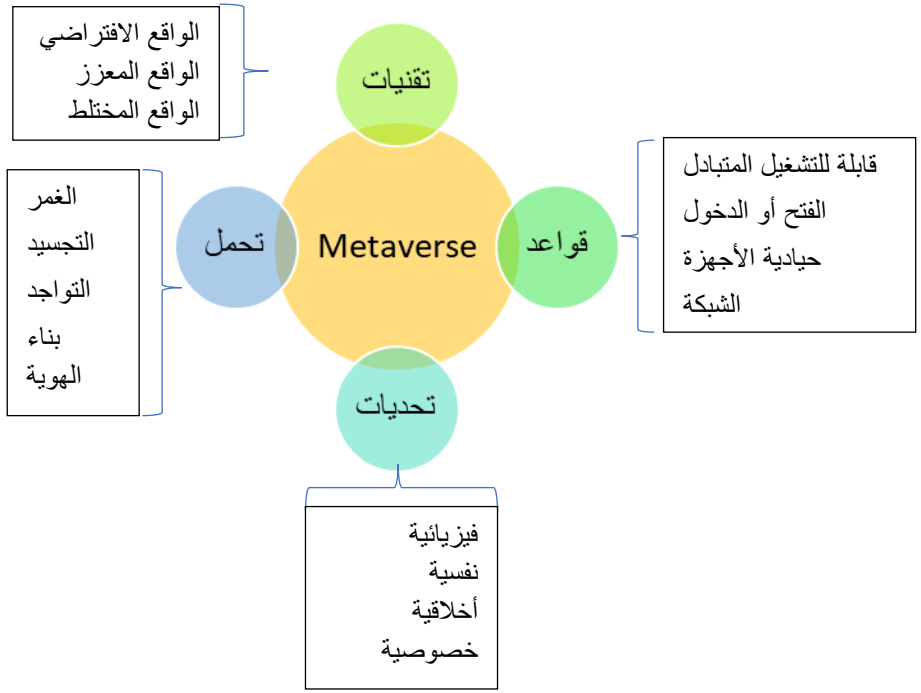 الواقع الافتراضي
الواقع المعزز
الواقع المختلط
تقنيات
قابلة للتشغيل المتبادل
الفتح أو الدخول
حيادية الأجهزة
الشبكة
قواعد
Metaverse
تحمل
الغمر
التجسيد
التواجد
بناء
الهوية
تحديات
فيزيائية
نفسية
أخلاقية
خصوصية